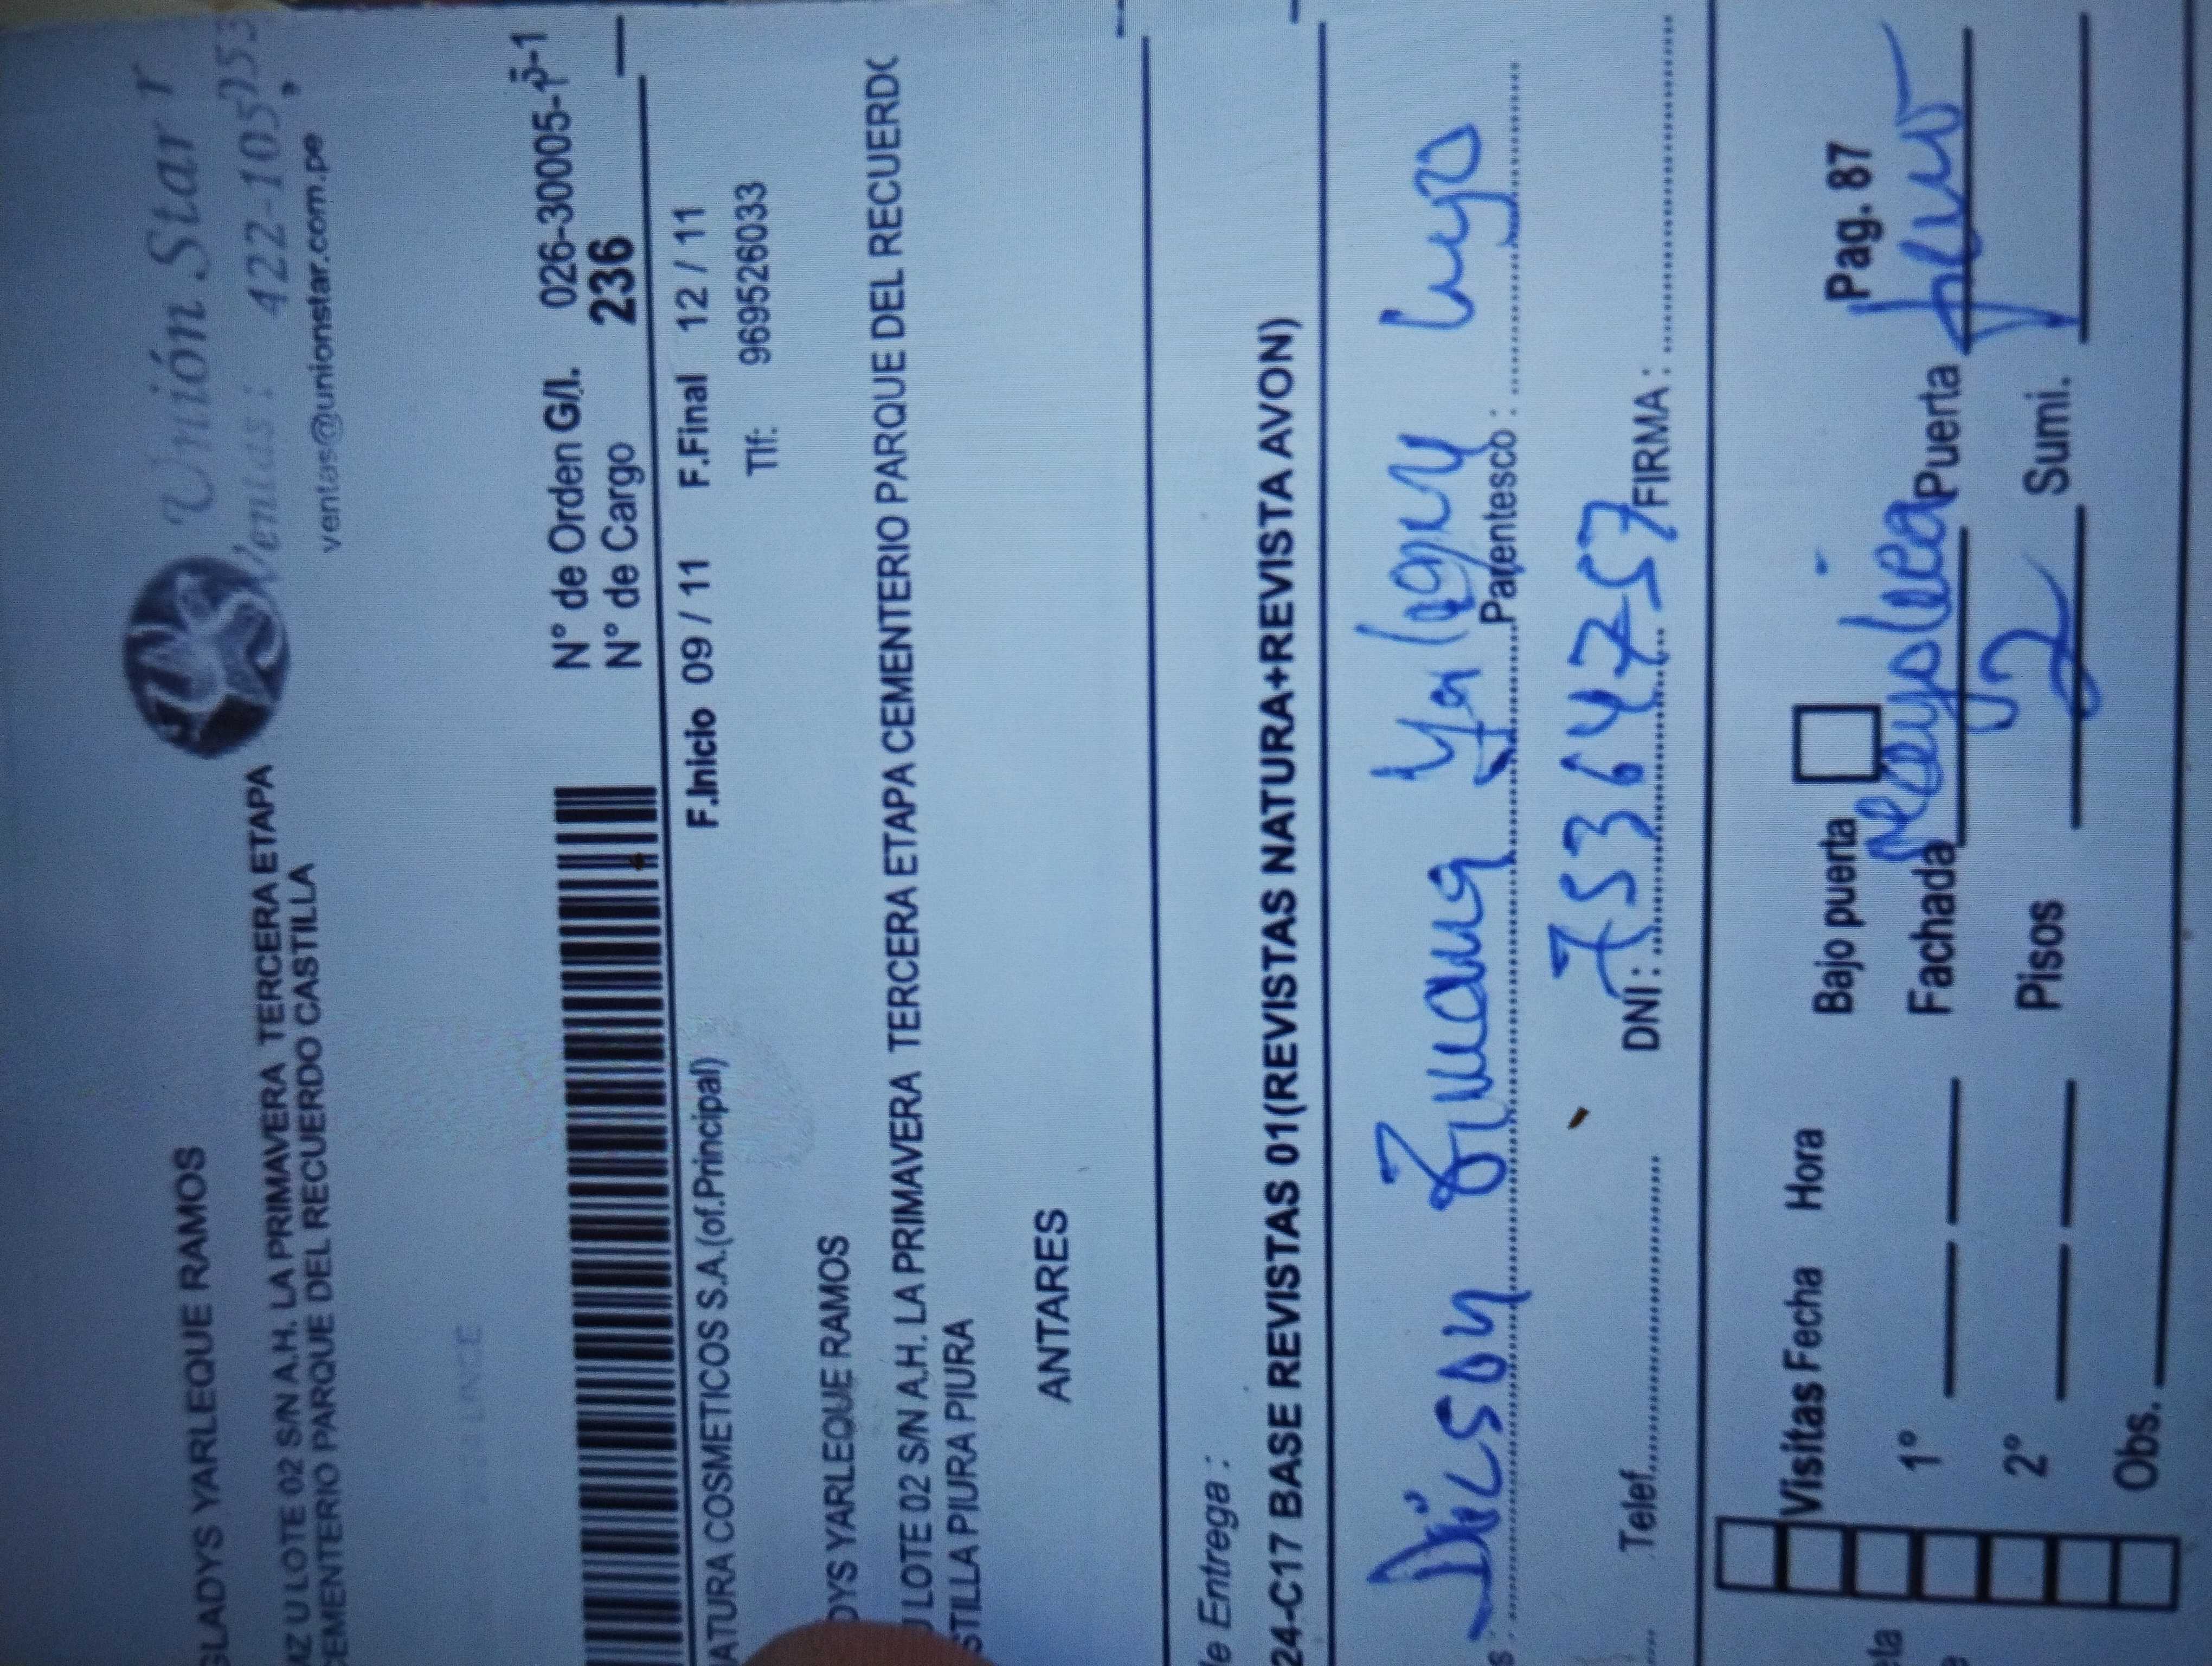 GLADYS YARLEQUE RAMOS
MZ U LOTE 02 S/N A.H. LA PRIMAVERA TERCERA ETAPA
CEMENTERIO PARQUE DEL RECUERDO CASTILLA
Unión Star
Ventas: 422-105
ventas@unionstar.com.pe
N° de Orden G/I. 026-30005-
N° de Cargo 236
ATURA COSMETICOS S.A.(of.Principal) F.Inicio 09 / 11 F.Final 12 / 11
Tlf: 969526033
DYS YARLEQUE RAMOS
U LOTE 02 S/N A.H. LA PRIMAVERA TERCERA ETAPA CEMENTERIO PARQUE DEL RECUERDO
STILLA PIURA PIURA
ANTARES
de Entrega :
24-C17 BASE REVISTAS 01(REVISTAS NATURA+REVISTA AVON)
Dicson
Parentesco :
Telef. DNI : 75364757 FIRMA :
Visitas Fecha Hora Bajo puerta Pag. 87
1° Fachada Puerta
2° Pisos 2 Sumi.
Obs.